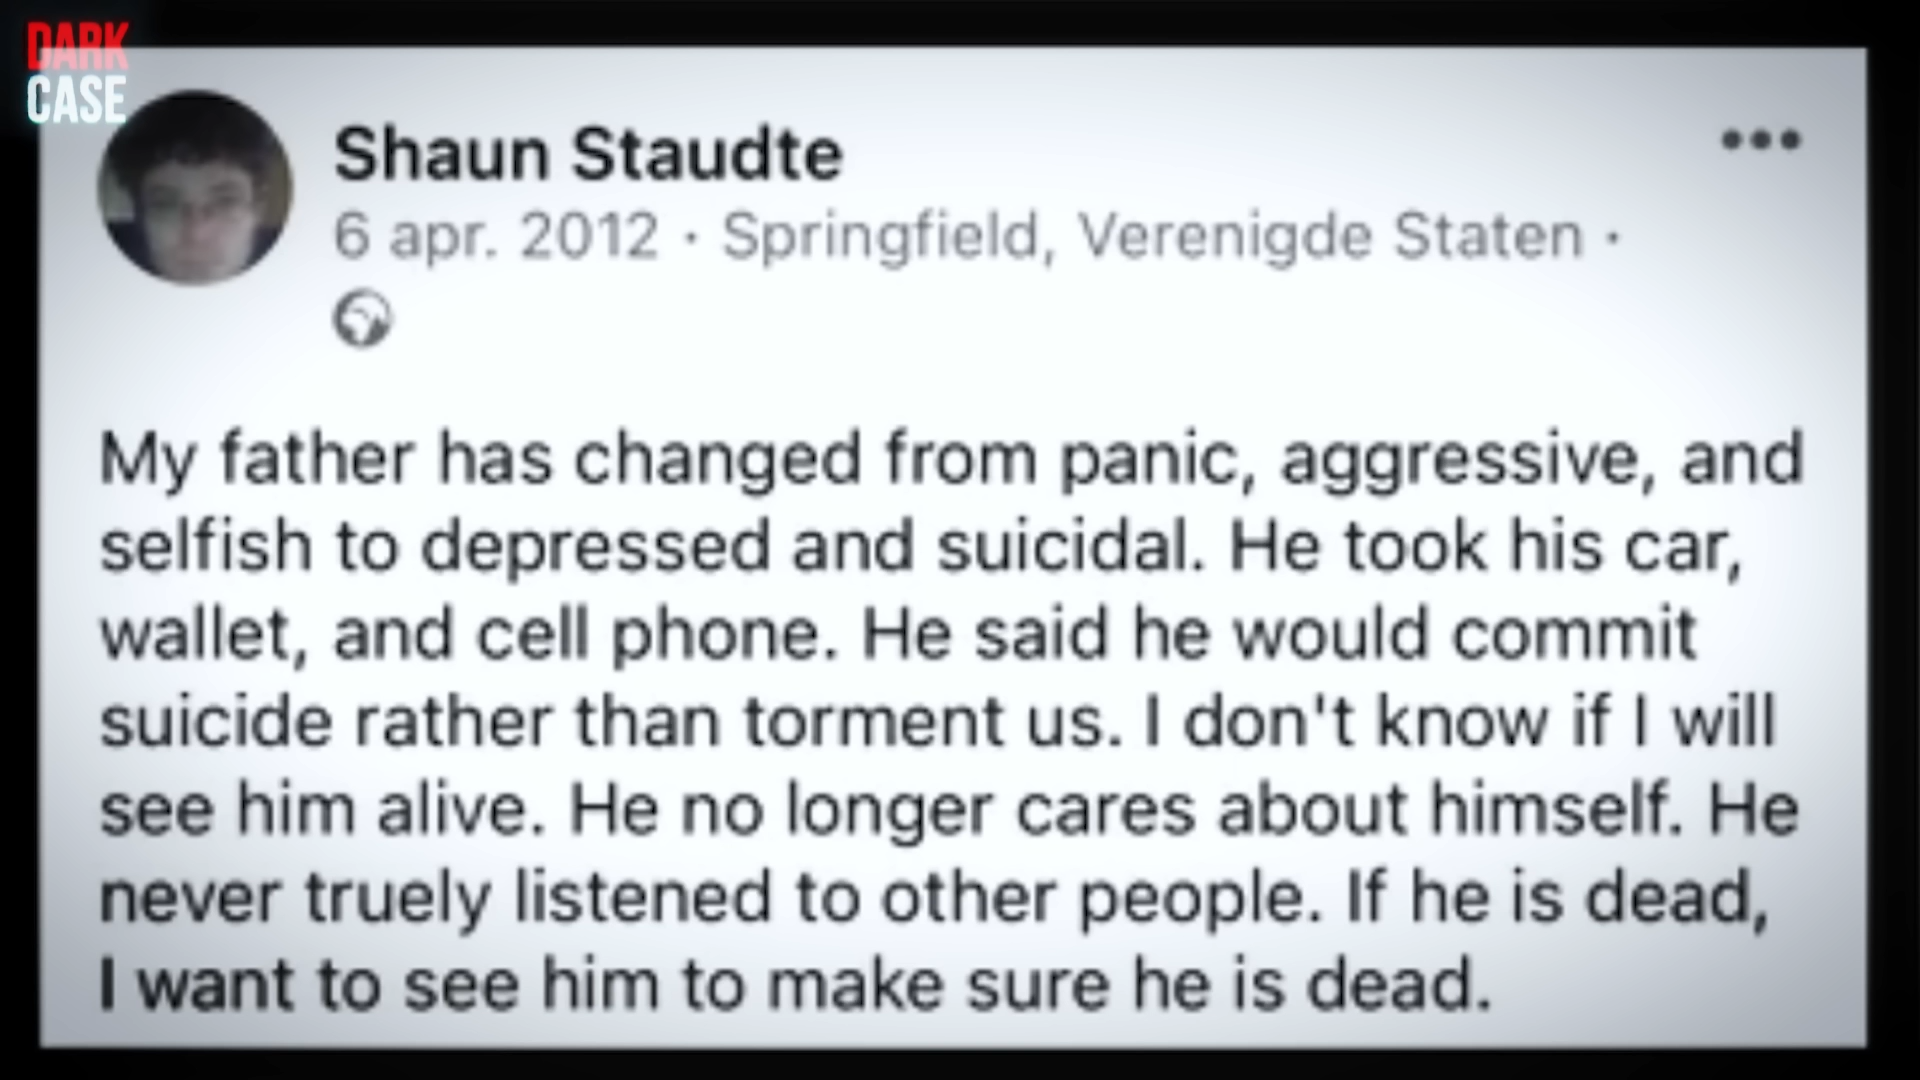 DARK
CASE
Shaun Staudte
6 apr. 2012 · Springfield, Verenigde Staten ·
My father has changed from panic, aggressive, and
selfish to depressed and suicidal. He took his car,
wallet, and cell phone. He said he would commit
suicide rather than torment us. I don't know if I will
see him alive. He no longer cares about himself. He
never truely listened to other people. If he is dead,
I want to see him to make sure he is dead.